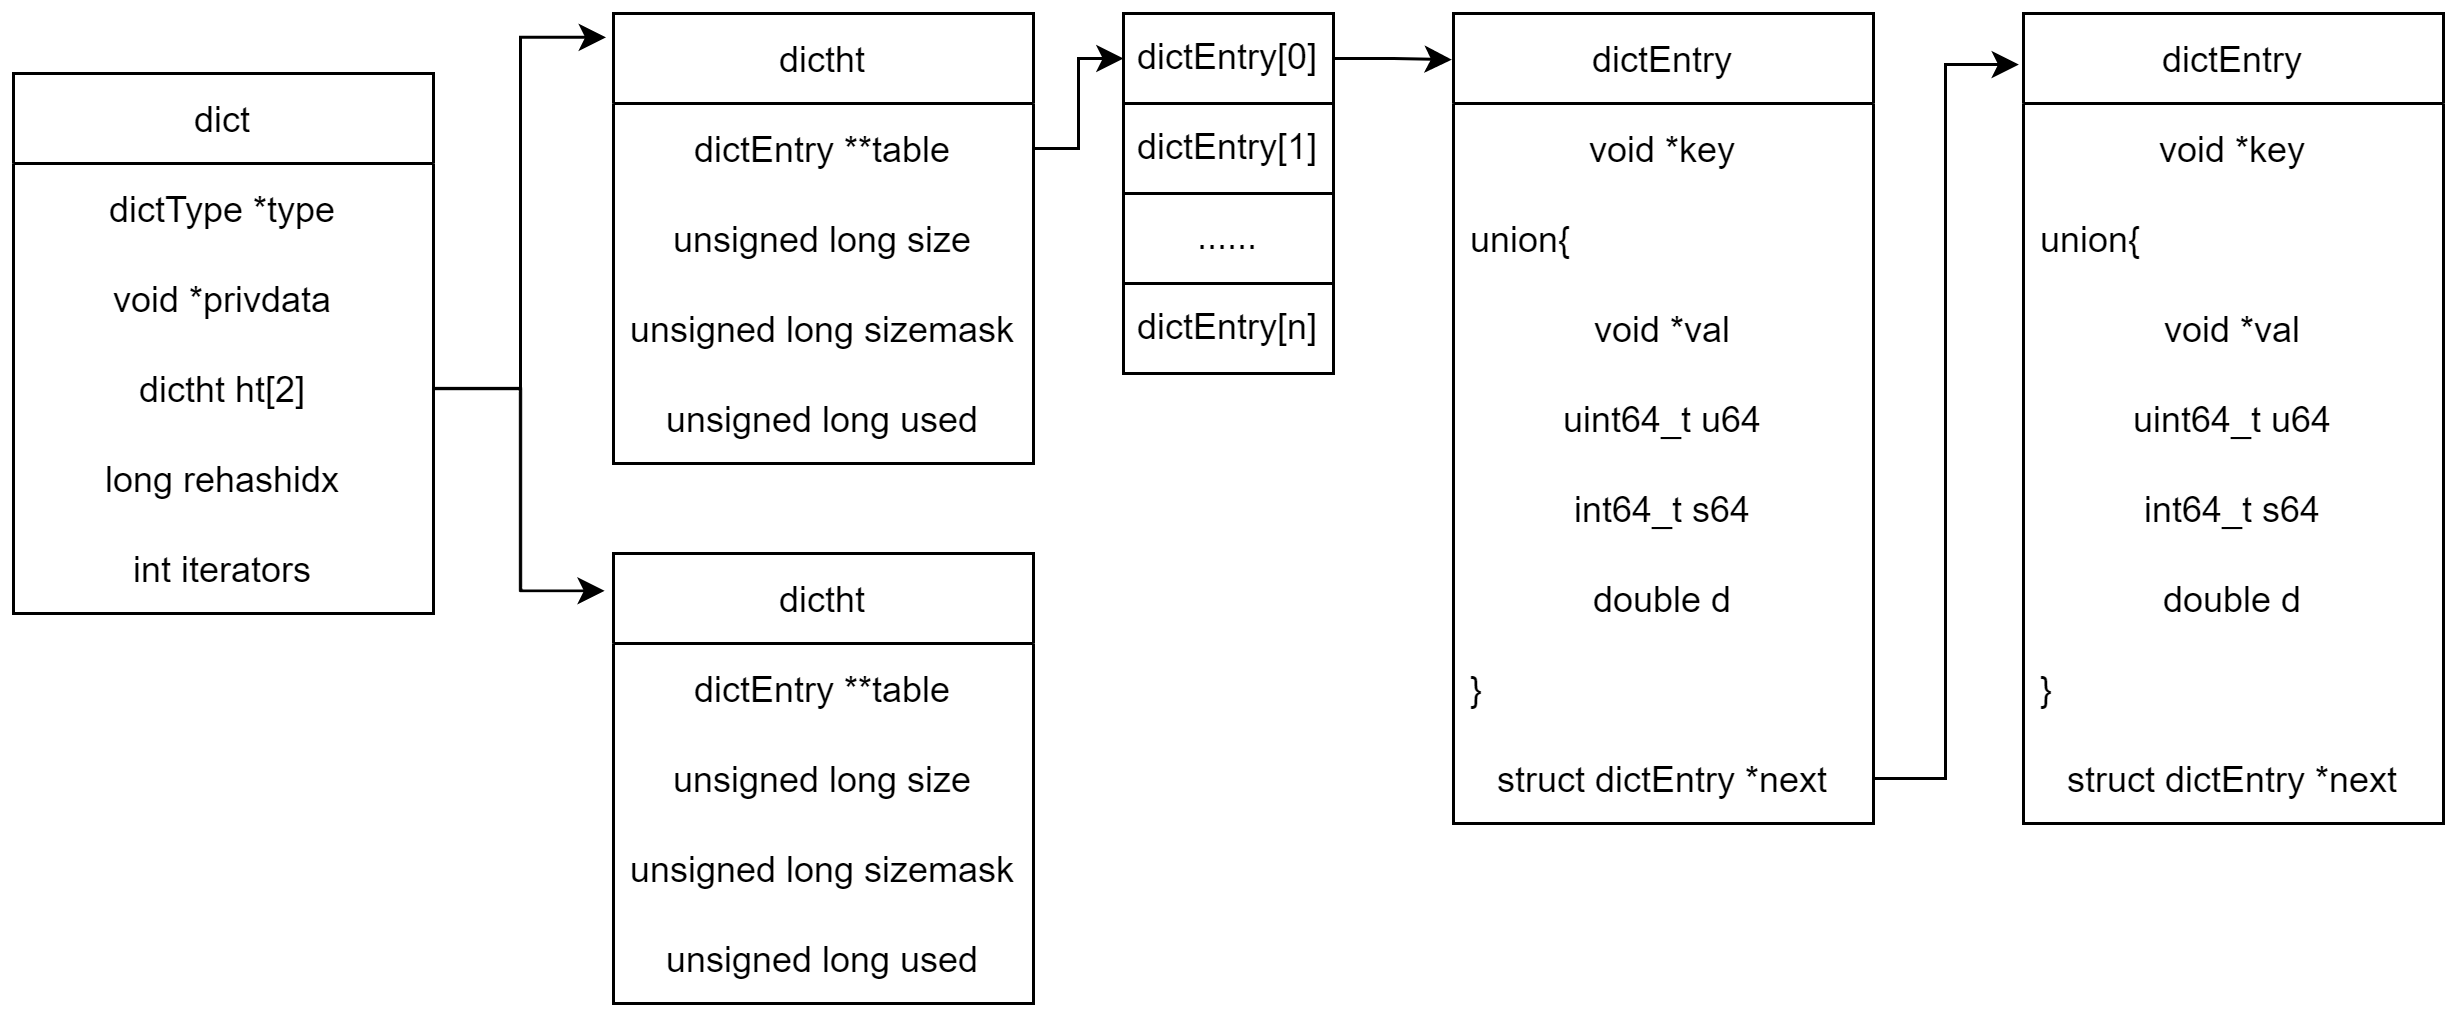 dict
dictType *type
void *privdata
dictht ht[2]
long rehashidx
int iterators
dictht
dictEntry **table
unsigned long size
unsigned long sizemask
unsigned long used
dictht
dictEntry **table
unsigned long size
unsigned long sizemask
unsigned long used
dictEntry[0]
dictEntry[1]
......
dictEntry[n]
dictEntry
void *key
union{
void *val
uint64_t u64
int64_t s64
double d
}
struct dictEntry *next
dictEntry
void *key
union{
void *val
uint64_t u64
int64_t s64
double d
}
struct dictEntry *next